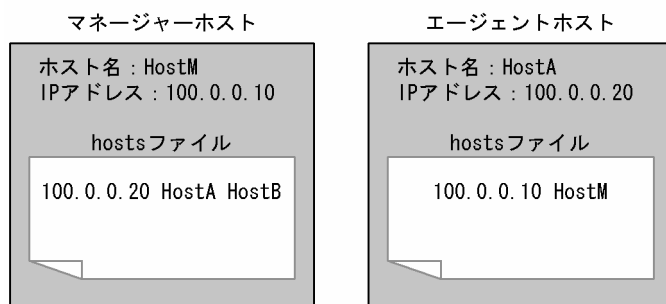 マネージャーホスト
ホスト名：HostM
IPアドレス：100.0.0.10
hostsファイル
100.0.0.20 HostA HostB
エージェントホスト
ホスト名：HostA
IPアドレス：100.0.0.20
hostsファイル
100.0.0.10 HostM